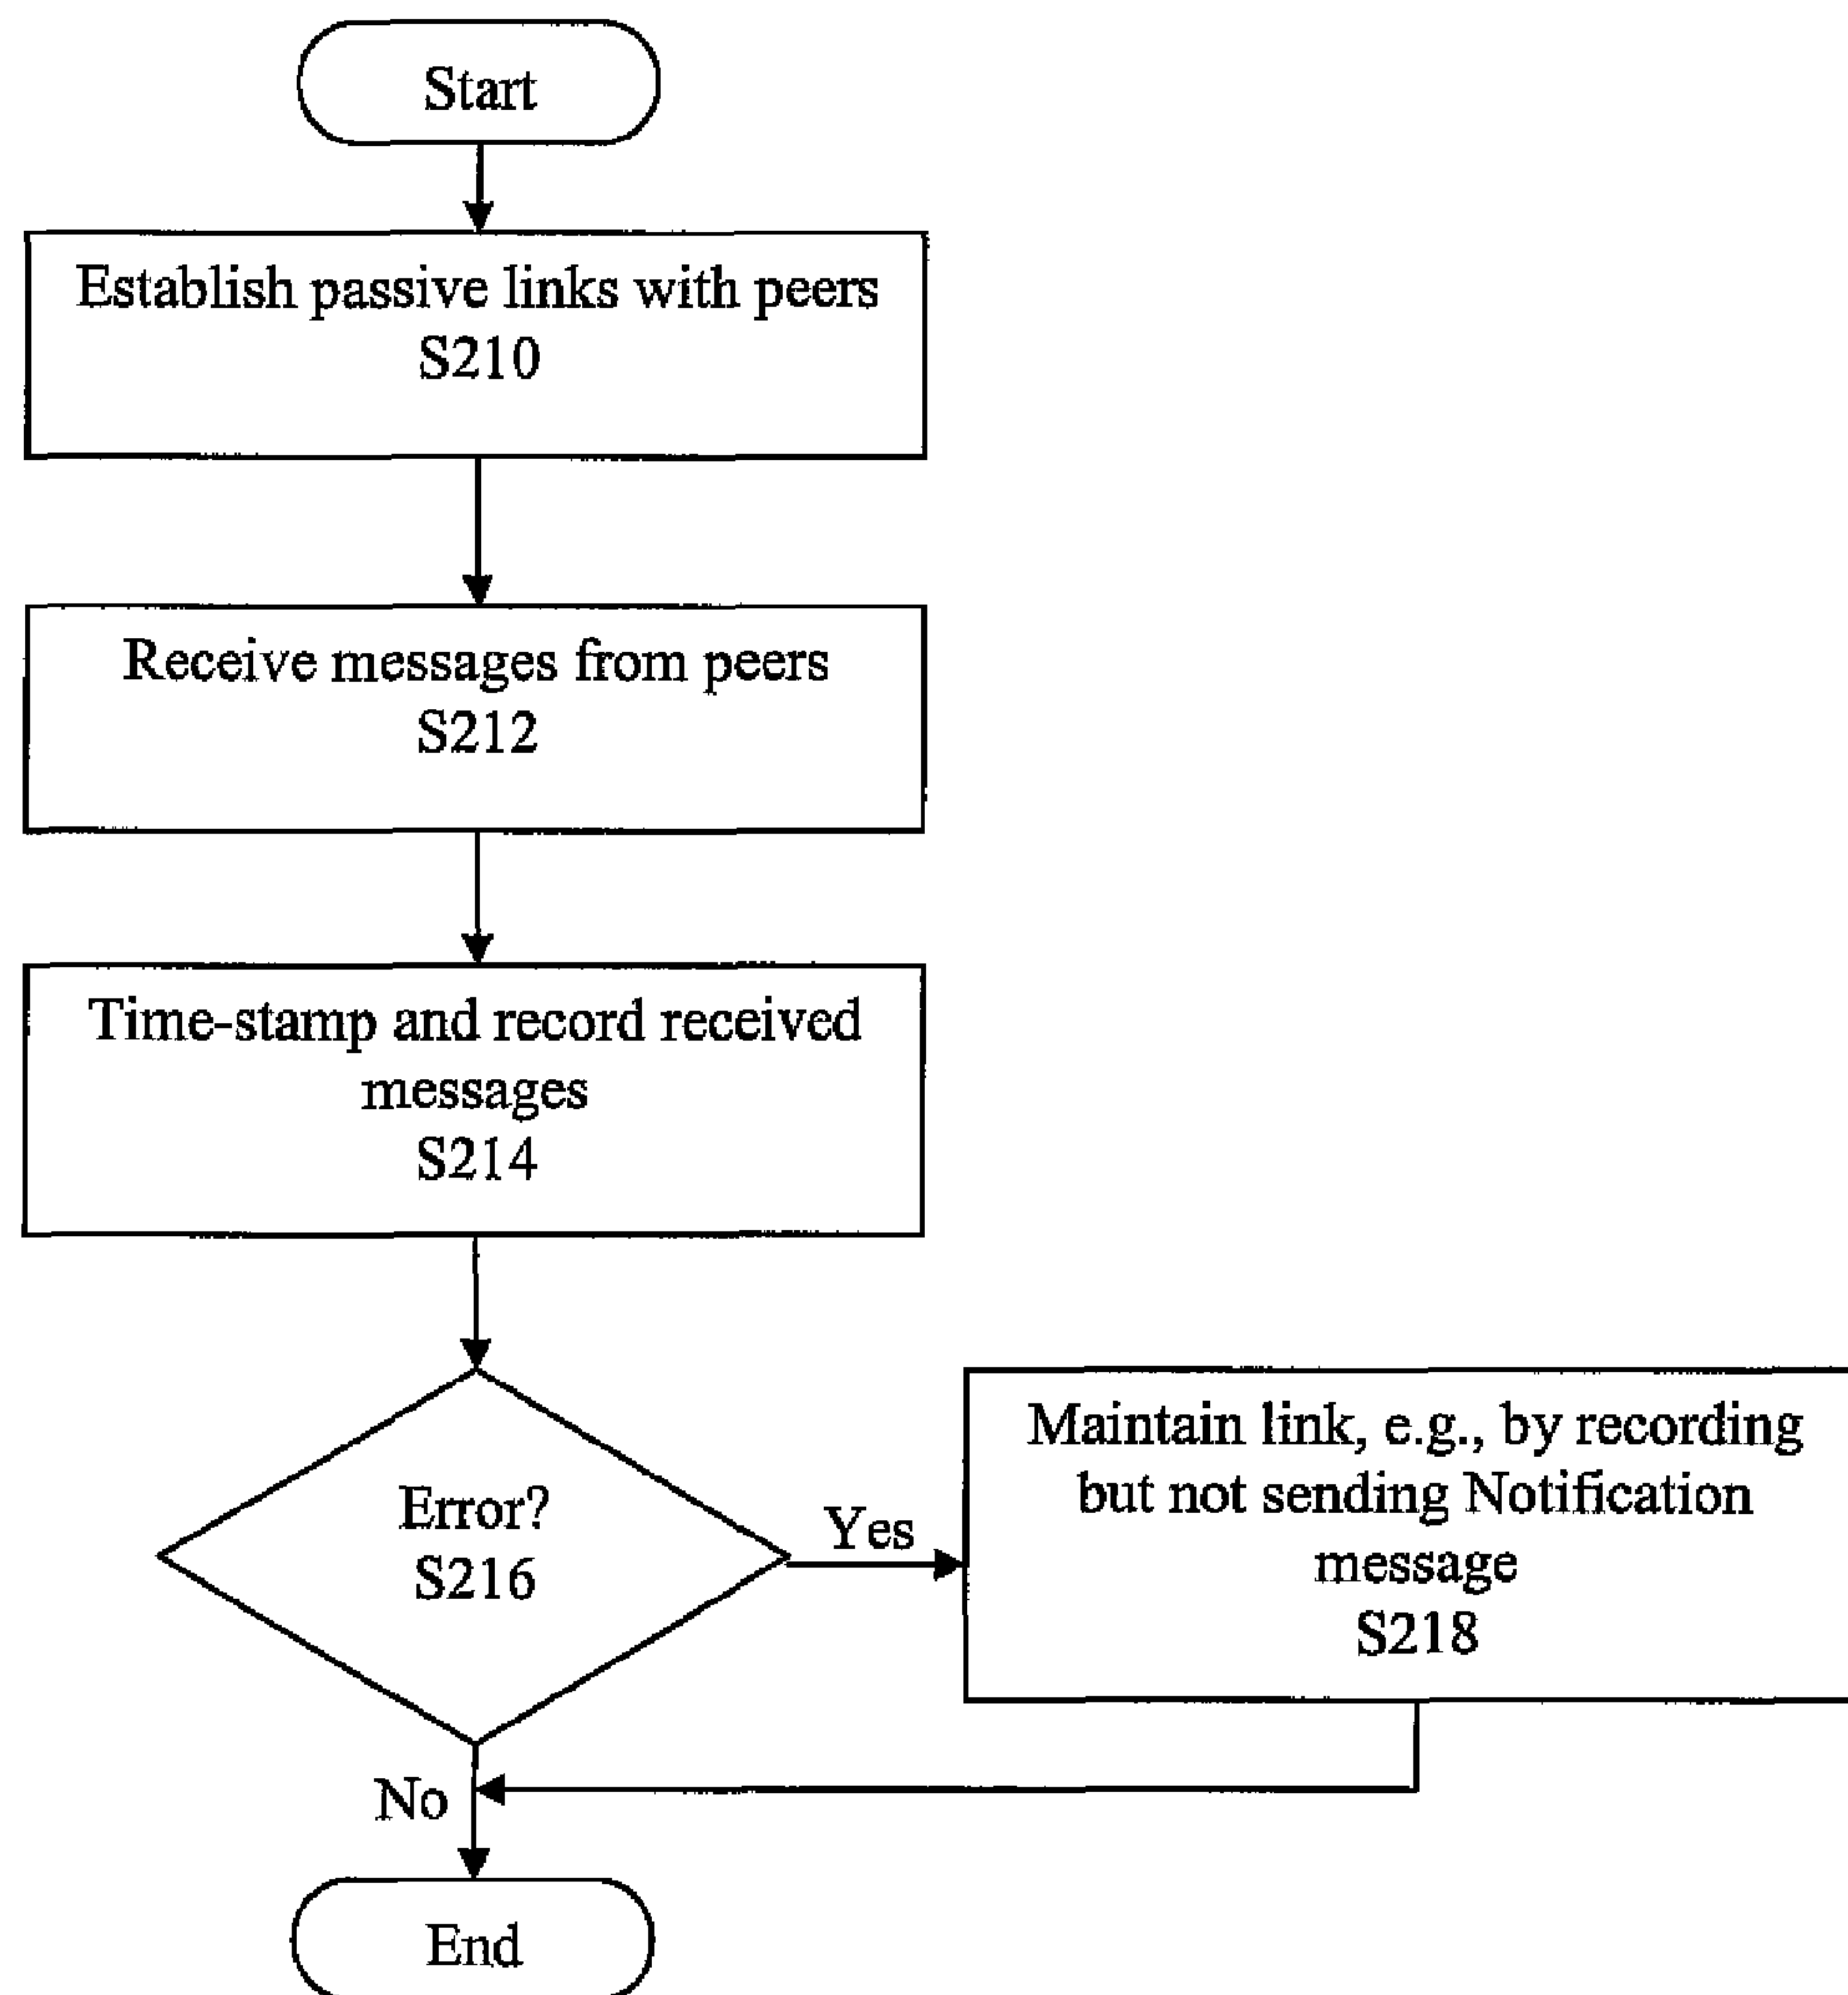 Start
Establish passive links with peers
S210
Receive messages from peers
S212
Time-stamp and record received
messages
S214
Error?
S216
Yes
Maintain link, e.g., by recording
but not sending Notification
message
S218
No
End